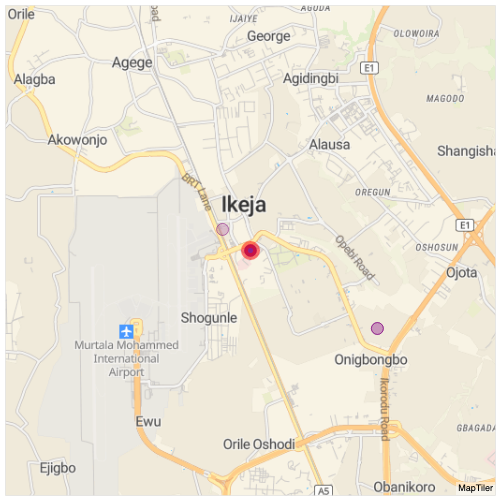 Orile
AGODA
IJAIYE
George
OLOWOIRA
Agege
E1
Alagba
Agidingbi
MAGODO
Akowonjo
Alausa
Shangisha
BRT Lane
OREGUN
Ikeja
E1
Opebi Road
OSHOSUN
Ojota
Shogunle
Murtala Mohammed
International
Airport
Onigbongbo
Ikorodu Road
Ewu
GBAGADA
Orile Oshodi
Ejigbo
A5
Obanikoro
MapTiler